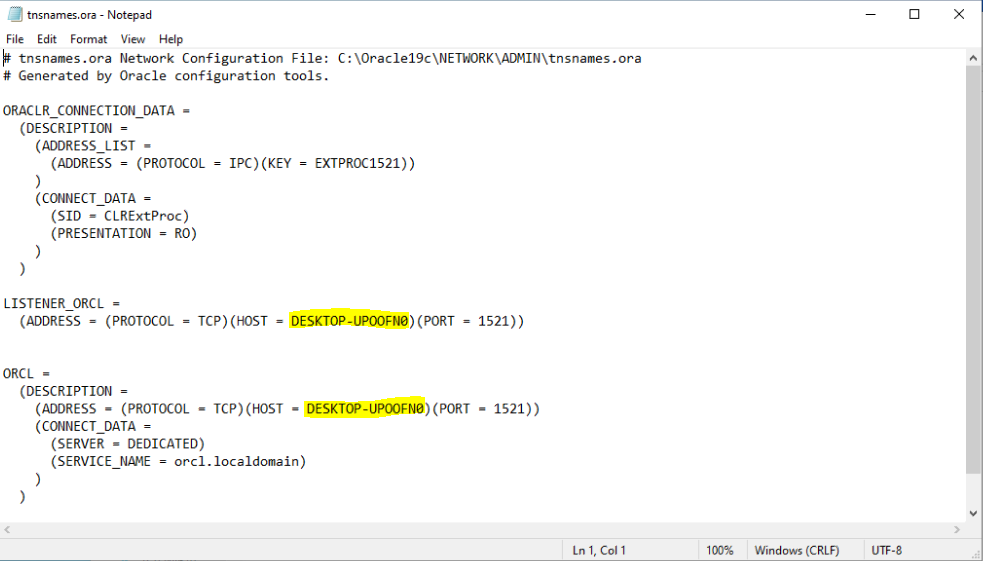 tnsnames.ora - Notepad
File Edit Format View Help
# tnsnames.ora Network Configuration File: C:\Oracle19c\NETWORK\ADMIN\tnsnames.ora
# Generated by Oracle configuration tools.
ORACLR_CONNECTION_DATA =
  (DESCRIPTION =
    (ADDRESS_LIST =
      (ADDRESS = (PROTOCOL = IPC)(KEY = EXTPROC1521))
    )
    (CONNECT_DATA =
      (SID = CLRExtProc)
      (PRESENTATION = RO)
    )
  )
LISTENER_ORCL =
  (ADDRESS = (PROTOCOL = TCP)(HOST = DESKTOP-UPOOFN0)(PORT = 1521))
ORCL =
  (DESCRIPTION =
    (ADDRESS = (PROTOCOL = TCP)(HOST = DESKTOP-UPOOFN0)(PORT = 1521))
    (CONNECT_DATA =
      (SERVER = DEDICATED)
      (SERVICE_NAME = orcl.localdomain)
    )
  )
Ln 1, Col 1 100% Windows (CRLF) UTF-8